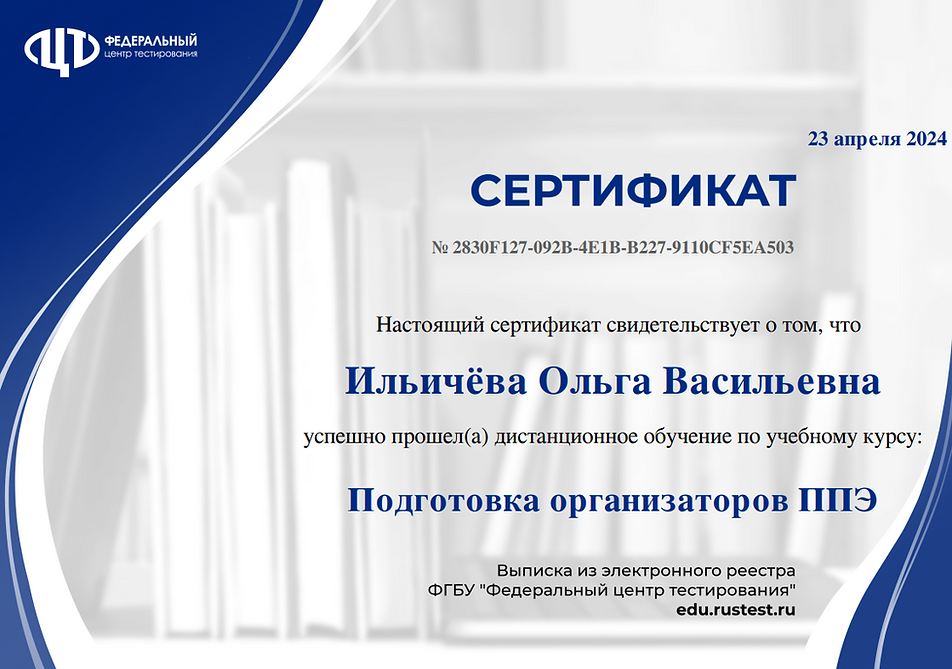 ФЕДЕРАЛЬНЫЙ
центр тестирования
23 апреля 2024
СЕРТИФИКАТ
№ 2830F127-092B-4E1B-B227-9110CF5EA503
Настоящий сертификат свидетельствует о том, что
Ильичёва Ольга Васильевна
успешно прошел(а) дистанционное обучение по учебному курсу:
Подготовка организаторов ППЭ
Выписка из электронного реестра
ФГБУ "Федеральный центр тестирования"
edu.rustest.ru